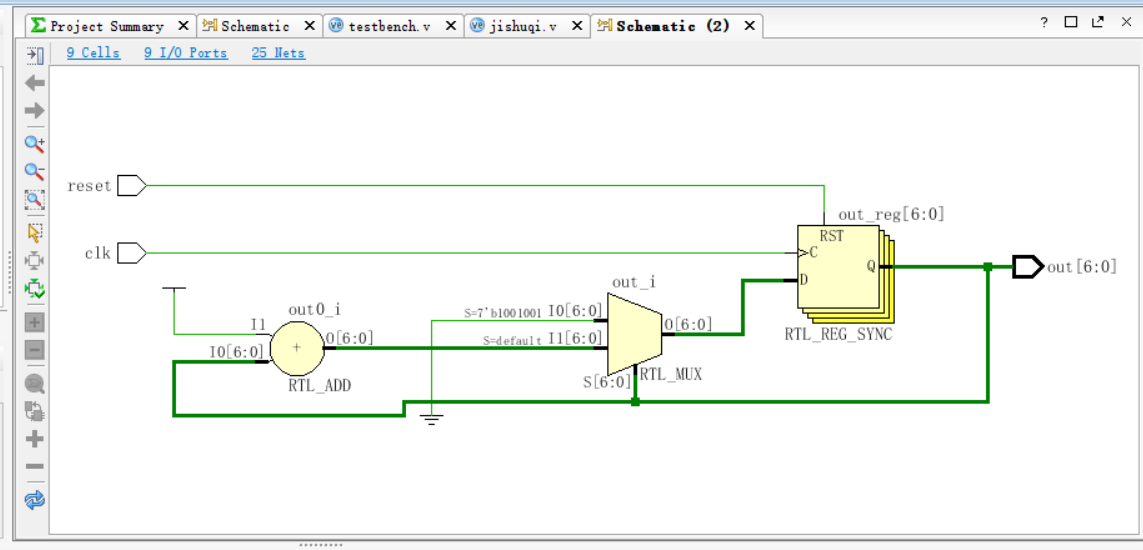 Project Summary
Schematic
testbench.v
jishuqi.v
Schematic (2)
9 Cells 9 I/O Ports 25 Nets
reset
out_reg[6:0]
RST
clk
C
Q
out[6:0]
D
RTL_REG_SYNC
out_i
S=7'b1001001 I0[6:0]
O[6:0]
S=default I1[6:0]
S[6:0]
RTL_MUX
out0_i
I1
O[6:0]
I0[6:0]
+
RTL_ADD